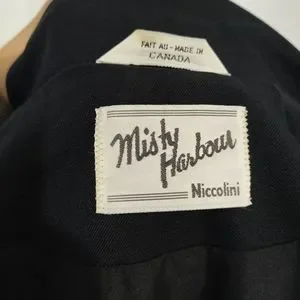 FAIT AU - MADE IN
CANADA
Misty
Harbour
Niccolini